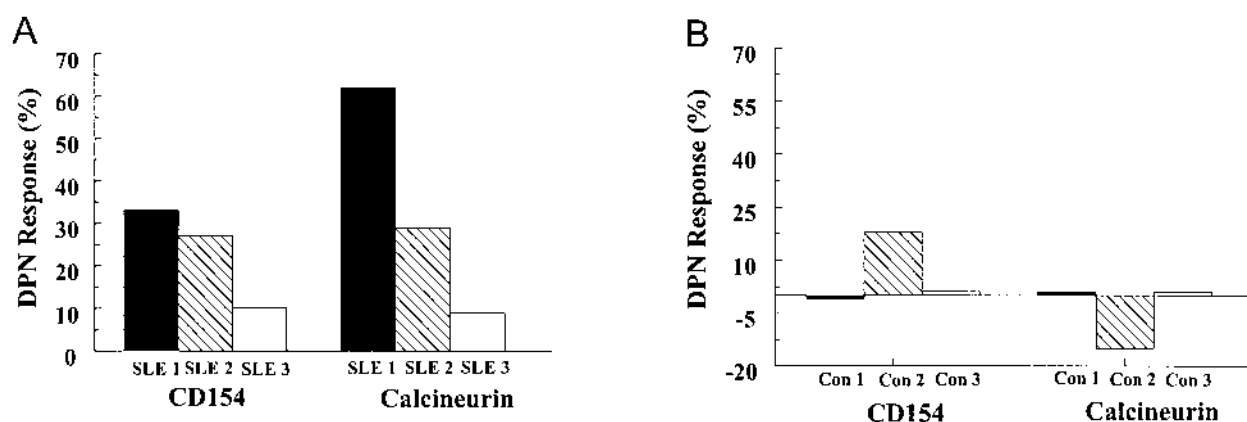 A
DPN Response (%)
70
60
50
40
30
20
10
0
SLE 1 SLE 2 SLE 3
CD154
SLE 1 SLE 2 SLE 3
Calcineurin
B
DPN Response (%)
70
55
40
25
10
-5
-20
Con 1 Con 2 Con 3
CD154
Con 1 Con 2 Con 3
Calcineurin